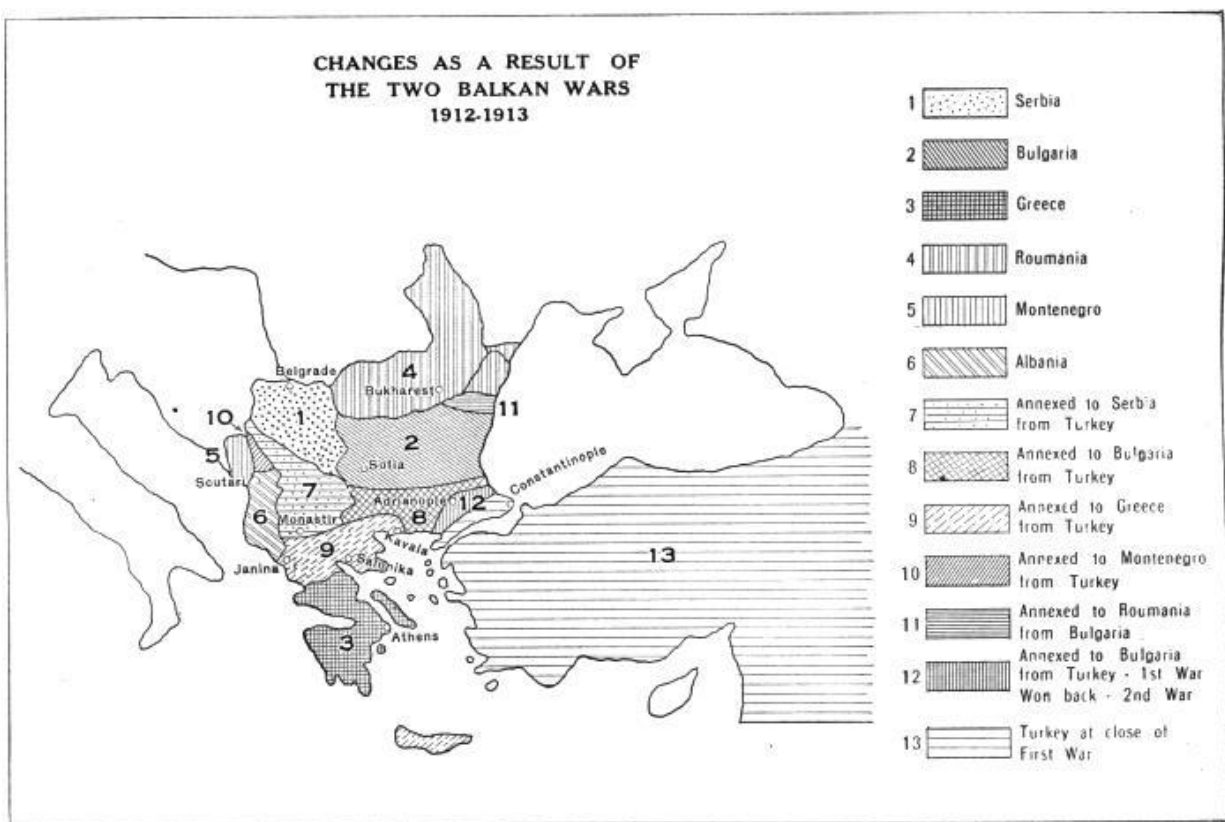 CHANGES AS A RESULT OF
THE TWO BALKAN WARS
1912-1913
1 Serbia
2 Bulgaria
3 Greece
4 Roumania
5 Montenegro
6 Albania
7 Annexed to Serbia
from Turkey
8 Annexed to Bulgaria
from Turkey
9 Annexed to Greece
from Turkey
10 Annexed to Montenegro
from Turkey
11 Annexed to Roumania
from Bulgaria
12 Annexed to Bulgaria
from Turkey - 1st War
Won back - 2nd War
13 Turkey at close of
First War
Belgrade
4
Bukharest
10
1
11
2
5
Sofia
Scutari
7
Constantinople
Adrianople
12
6
Monastir
8
Kavala
9
13
Janina
Salonika
3
Athens